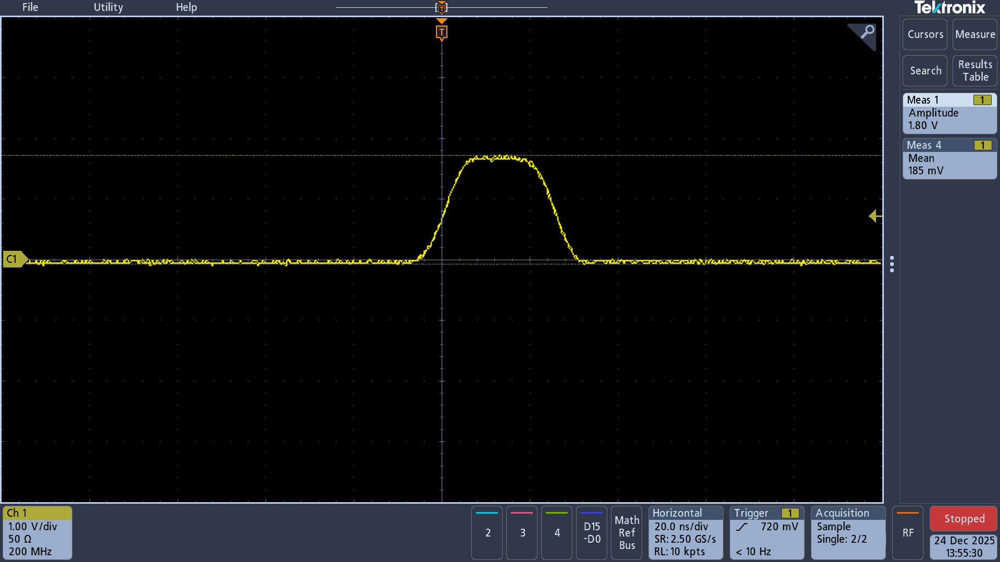 File Utility Help
T
T
Tektronix
Cursors Measure
Search Results Table
Meas 1 1
Amplitude
1.80 V
Meas 4 1
Mean
185 mV
C1
Ch 1
1.00 V/div
50 Ω
200 MHz
2
3
4
D15
-D0
Math
Ref
Bus
Horizontal
20.0 ns/div
SR: 2.50 GS/s
RL: 10 kpts
Trigger 1
720 mV
< 10 Hz
Acquisition
Sample
Single: 2/2
RF
Stopped
24 Dec 2025
13:55:30